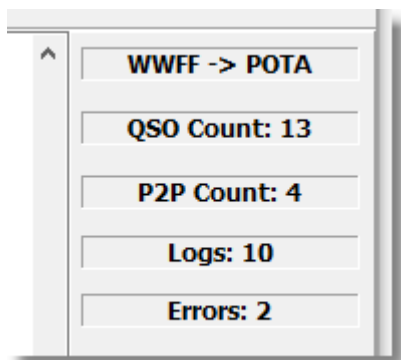 WWFF -> POTA
QSO Count: 13
P2P Count: 4
Logs: 10
Errors: 2